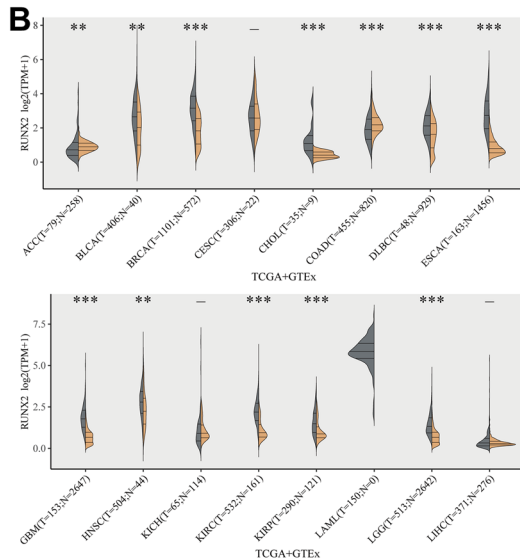 B
** ** *** — *** *** *** ***
RUNX2 log2(TPM+1)
8
6
4
2
0
ACC(T=79;N=258)
BLCA(T=406;N=40)
BRCA(T=1101;N=572)
CESC(T=306;N=22)
CHOL(T=35;N=9)
COAD(T=455;N=820)
DLBC(T=48;N=929)
ESCA(T=163;N=1456)
TCGA+GTEx
*** ** — *** *** *** —
RUNX2 log2(TPM+1)
7.5
5.0
2.5
0.0
GBM(T=153;N=2647)
HNSC(T=504;N=44)
KICH(T=65;N=114)
KIRC(T=532;N=161)
KIRP(T=290;N=121)
LAML(T=150;N=0)
LGG(T=513;N=2642)
LIHC(T=371;N=276)
TCGA+GTEx